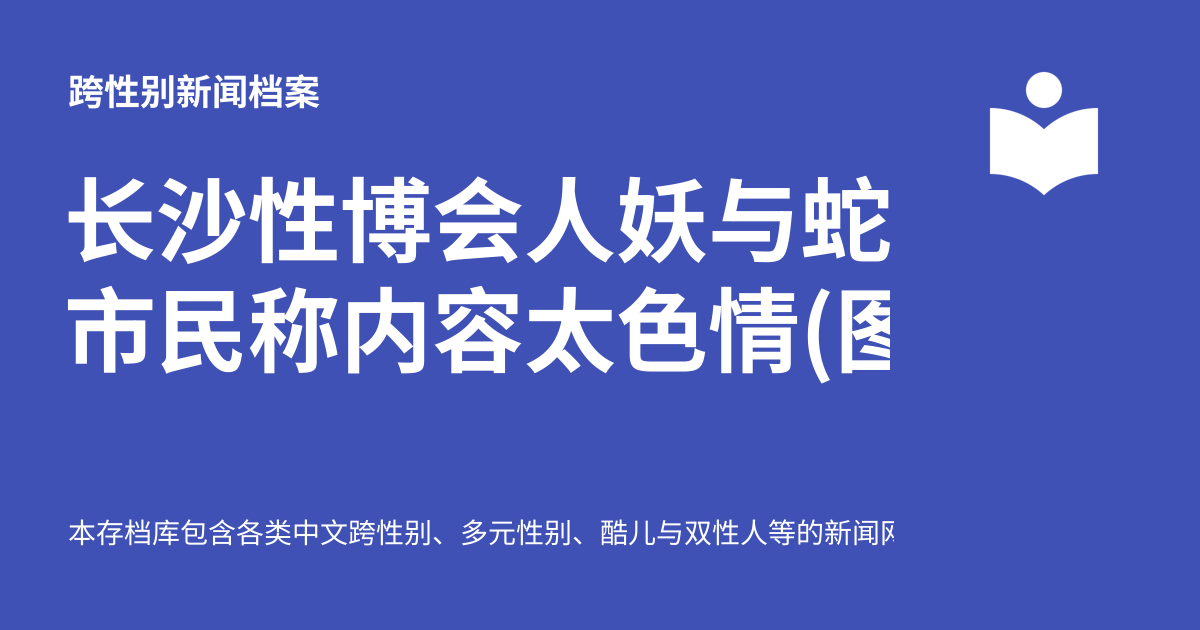 跨性别新闻档案
长沙性博会人妖与蛇
市民称内容太色情(图
本存档库包含各类中文跨性别、多元性别、酷儿与双性人等的新闻网